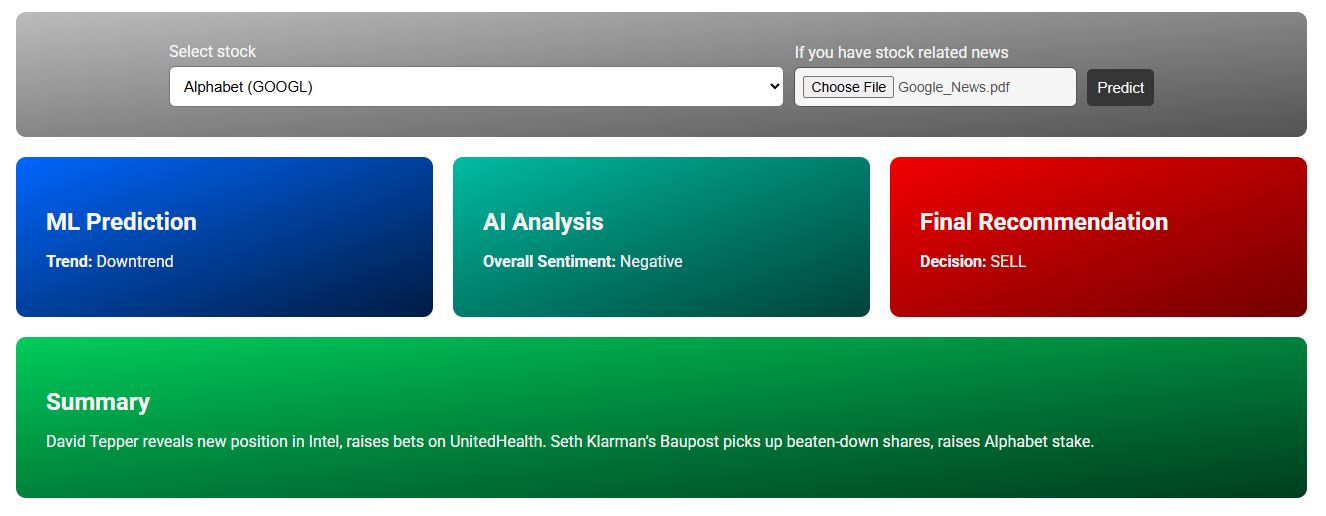 Select stock
Alphabet (GOOGL)
If you have stock related news
Choose File Google_News.pdf
Predict
ML Prediction
Trend: Downtrend
AI Analysis
Overall Sentiment: Negative
Final Recommendation
Decision: SELL
Summary
David Tepper reveals new position in Intel, raises bets on UnitedHealth. Seth Klarman's Baupost picks up beaten-down shares, raises Alphabet stake.